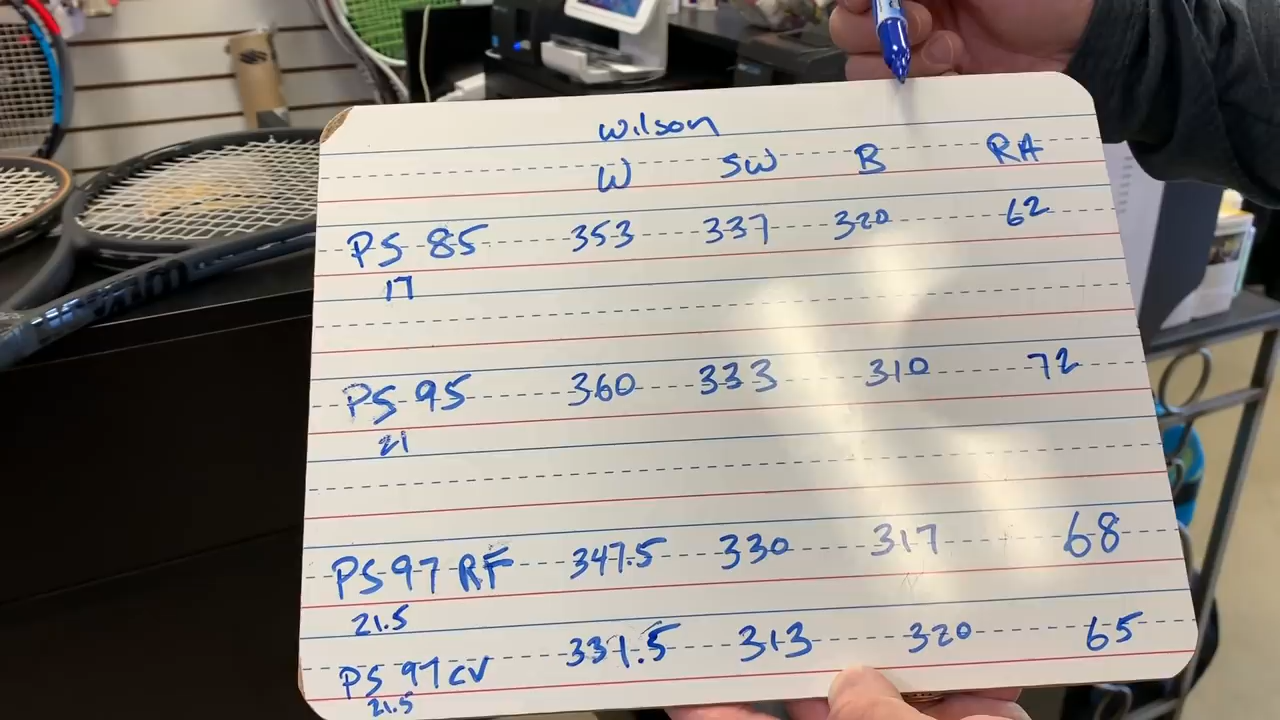 Wilson
W SW B RA
PS 85 353 337 320 62
17
PS 95 360 333 310 72
21
PS 97 RF 347.5 330 317 68
21.5
PS 97 CV 331.5 313 320 65
21.5